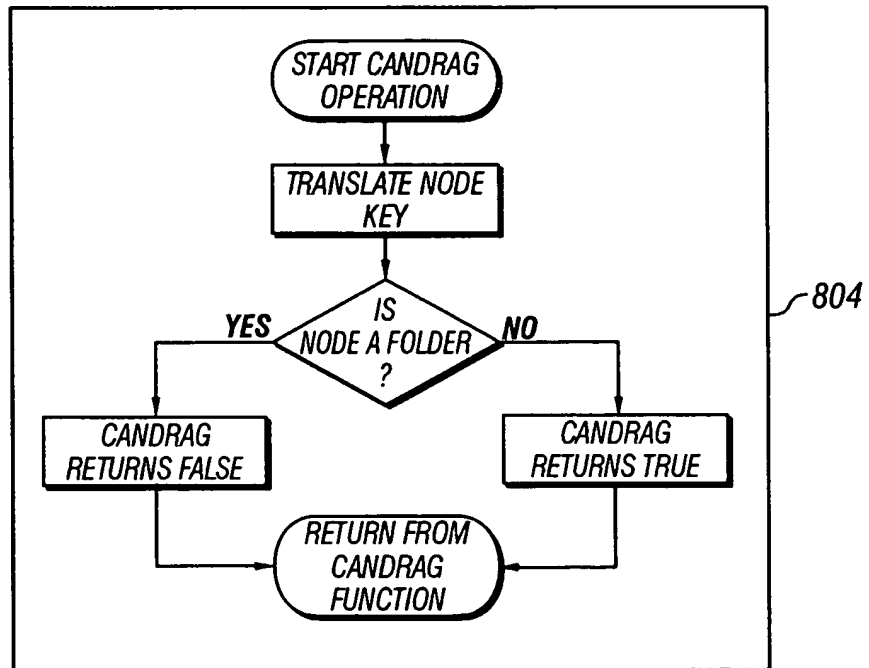 START CANDRAG
OPERATION
TRANSLATE NODE
KEY
IS
NODE A FOLDER
?
YES
NO
804
CANDRAG
RETURNS FALSE
CANDRAG
RETURNS TRUE
RETURN FROM
CANDRAG
FUNCTION